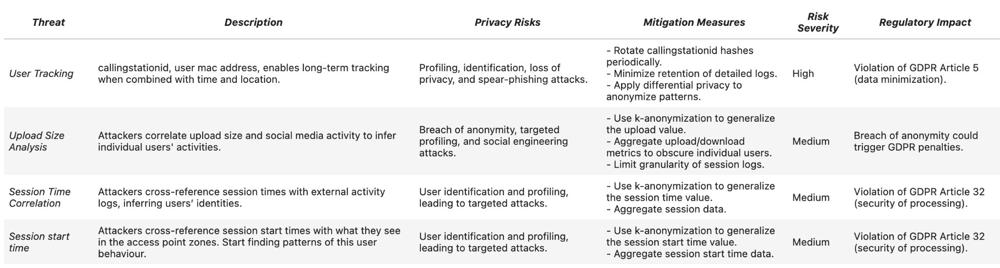 Threat
Description
Privacy Risks
Mitigation Measures
Risk
Severity
Regulatory Impact
User Tracking
callingstationid, user mac address, enables long-term tracking
when combined with time and location.
Profiling, identification, loss of
privacy, and spear-phishing attacks.
- Rotate callingstationid hashes
periodically.
- Minimize retention of detailed logs.
- Apply differential privacy to
anonymize patterns.
High
Violation of GDPR Article 5
(data minimization).
Upload Size
Analysis
Attackers correlate upload size and social media activity to infer
individual users' activities.
Breach of anonymity, targeted
profiling, and social engineering
attacks.
- Use k-anonymization to generalize
the upload value.
- Aggregate upload/download
metrics to obscure individual users.
- Limit granularity of session logs.
Medium
Breach of anonymity could
trigger GDPR penalties.
Session Time
Correlation
Attackers cross-reference session times with external activity
logs, inferring users’ identities.
User identification and profiling,
leading to targeted attacks.
- Use k-anonymization to generalize
the session time value.
- Aggregate session data.
Medium
Violation of GDPR Article 32
(security of processing).
Session start
time
Attackers cross-reference session start times with what they see
in the access point zones. Start finding patterns of this user
behaviour.
User identification and profiling,
leading to targeted attacks.
- Use k-anonymization to generalize
the session start time value.
- Aggregate session start time data.
Medium
Violation of GDPR Article 32
(security of processing).